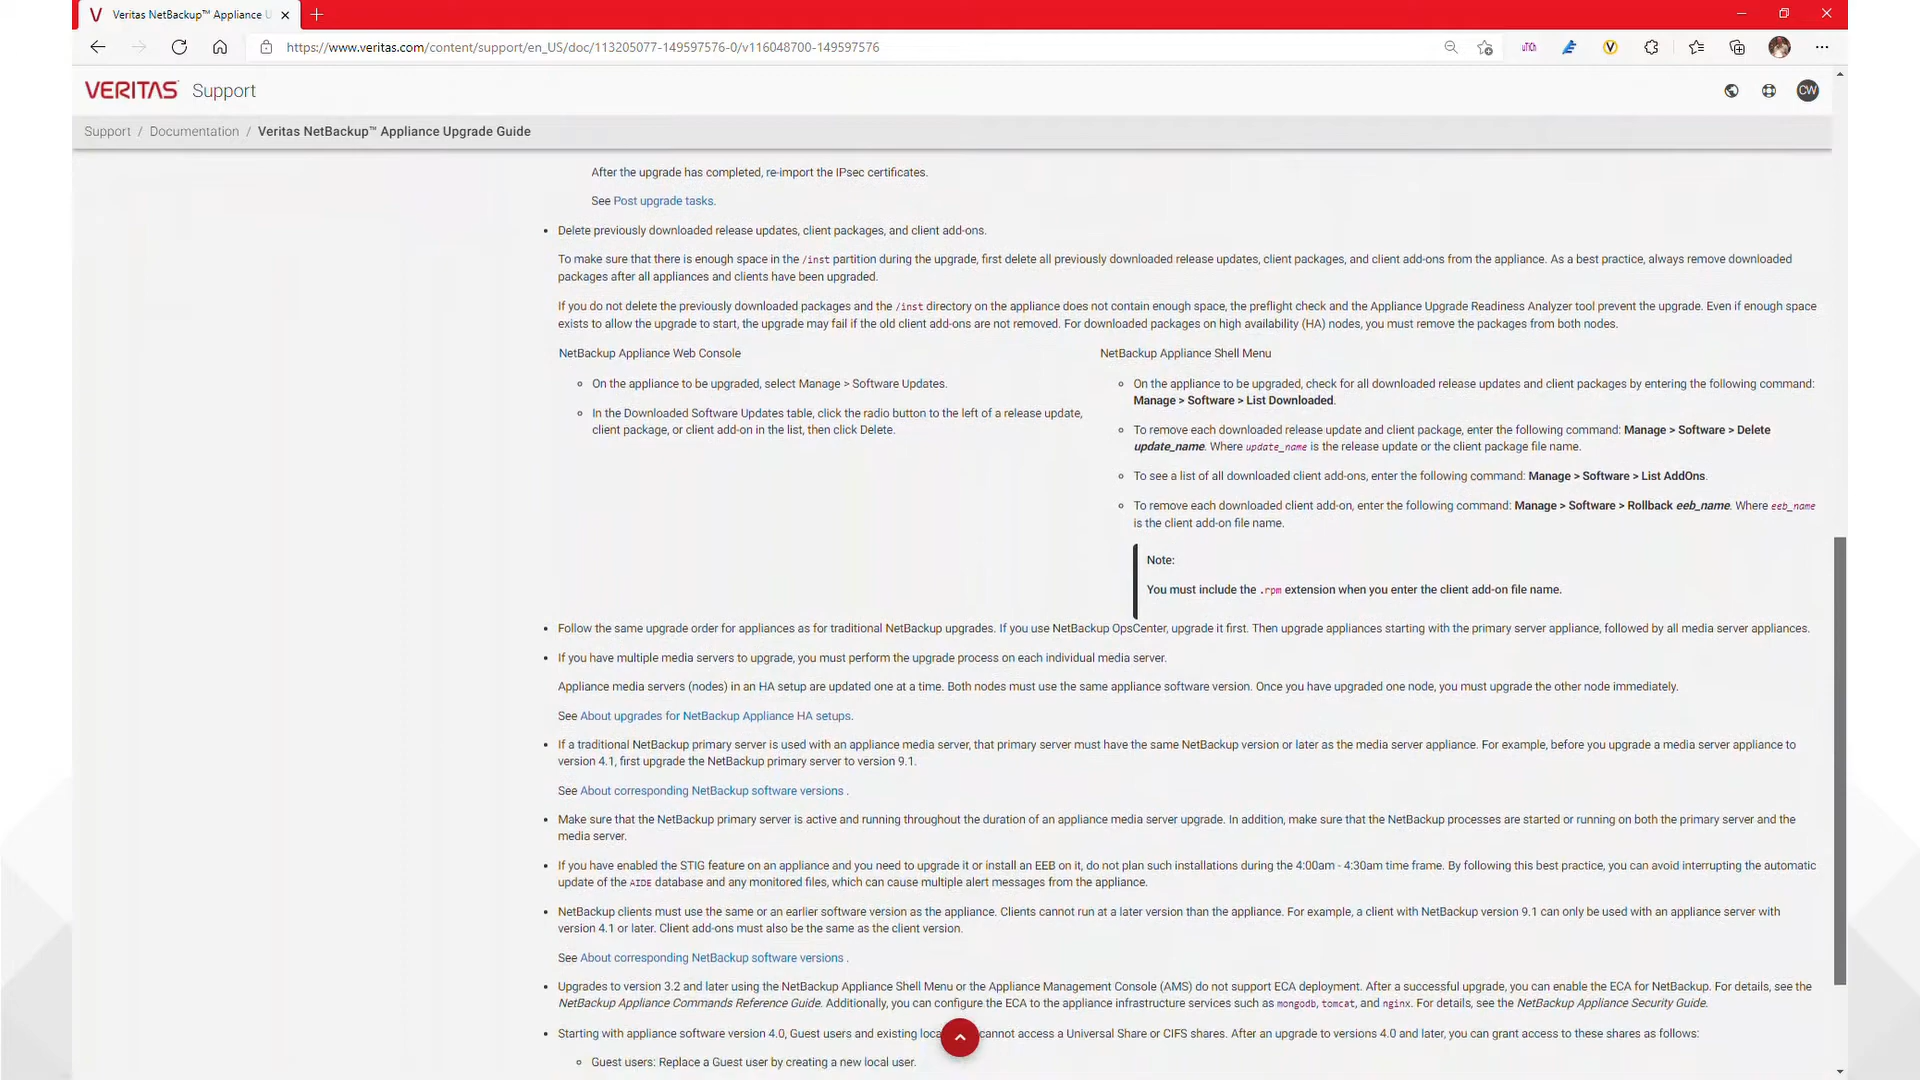 Veritas NetBackup™ Appliance U
https://www.veritas.com/content/support/en_US/doc/113205077-149597576-0/v116048700-149597576
VERITAS Support
CW
Support / Documentation / Veritas NetBackup™ Appliance Upgrade Guide
After the upgrade has completed, re-import the IPsec certificates.
See Post upgrade tasks.
• Delete previously downloaded release updates, client packages, and client add-ons.
To make sure that there is enough space in the /inst partition during the upgrade, first delete all previously downloaded release updates, client packages, and client add-ons from the appliance. As a best practice, always remove downloaded
packages after all appliances and clients have been upgraded.
If you do not delete the previously downloaded packages and the /inst directory on the appliance does not contain enough space, the preflight check and the Appliance Upgrade Readiness Analyzer tool prevent the upgrade. Even if enough space
exists to allow the upgrade to start, the upgrade may fail if the old client add-ons are not removed. For downloaded packages on high availability (HA) nodes, you must remove the packages from both nodes.
NetBackup Appliance Web Console
On the appliance to be upgraded, select Manage > Software Updates.
In the Downloaded Software Updates table, click the radio button to the left of a release update,
client package, or client add-on in the list, then click Delete.
NetBackup Appliance Shell Menu
On the appliance to be upgraded, check for all downloaded release updates and client packages by entering the following command:
Manage > Software > List Downloaded.
To remove each downloaded release update and client package, enter the following command: Manage > Software > Delete
update_name. Where update_name is the release update or the client package file name.
To see a list of all downloaded client add-ons, enter the following command: Manage > Software > List AddOns.
To remove each downloaded client add-on, enter the following command: Manage > Software > Rollback eeb_name. Where eeb_name
is the client add-on file name.
Note:
You must include the .rpm extension when you enter the client add-on file name.
• Follow the same upgrade order for appliances as for traditional NetBackup upgrades. If you use NetBackup OpsCenter, upgrade it first. Then upgrade appliances starting with the primary server appliance, followed by all media server appliances.
• If you have multiple media servers to upgrade, you must perform the upgrade process on each individual media server.
Appliance media servers (nodes) in an HA setup are updated one at a time. Both nodes must use the same appliance software version. Once you have upgraded one node, you must upgrade the other node immediately.
See About upgrades for NetBackup Appliance HA setups.
• If a traditional NetBackup primary server is used with an appliance media server, that primary server must have the same NetBackup version or later as the media server appliance. For example, before you upgrade a media server appliance to
version 4.1, first upgrade the NetBackup primary server to version 9.1.
See About corresponding NetBackup software versions .
• Make sure that the NetBackup primary server is active and running throughout the duration of an appliance media server upgrade. In addition, make sure that the NetBackup processes are started or running on both the primary server and the
media server.
• If you have enabled the STIG feature on an appliance and you need to upgrade it or install an EEB on it, do not plan such installations during the 4:00am - 4:30am time frame. By following this best practice, you can avoid interrupting the automatic
update of the AIDE database and any monitored files, which can cause multiple alert messages from the appliance.
• NetBackup clients must use the same or an earlier software version as the appliance. Clients cannot run at a later version than the appliance. For example, a client with NetBackup version 9.1 can only be used with an appliance server with
version 4.1 or later. Client add-ons must also be the same as the client version.
See About corresponding NetBackup software versions .
• Upgrades to version 3.2 and later using the NetBackup Appliance Shell Menu or the Appliance Management Console (AMS) do not support ECA deployment. After a successful upgrade, you can enable the ECA for NetBackup. For details, see the
NetBackup Appliance Commands Reference Guide. Additionally, you can configure the ECA to the appliance infrastructure services such as mongodb, tomcat, and nginx. For details, see the NetBackup Appliance Security Guide.
• Starting with appliance software version 4.0, Guest users and existing loca cannot access a Universal Share or CIFS shares. After an upgrade to versions 4.0 and later, you can grant access to these shares as follows:
Guest users: Replace a Guest user by creating a new local user.